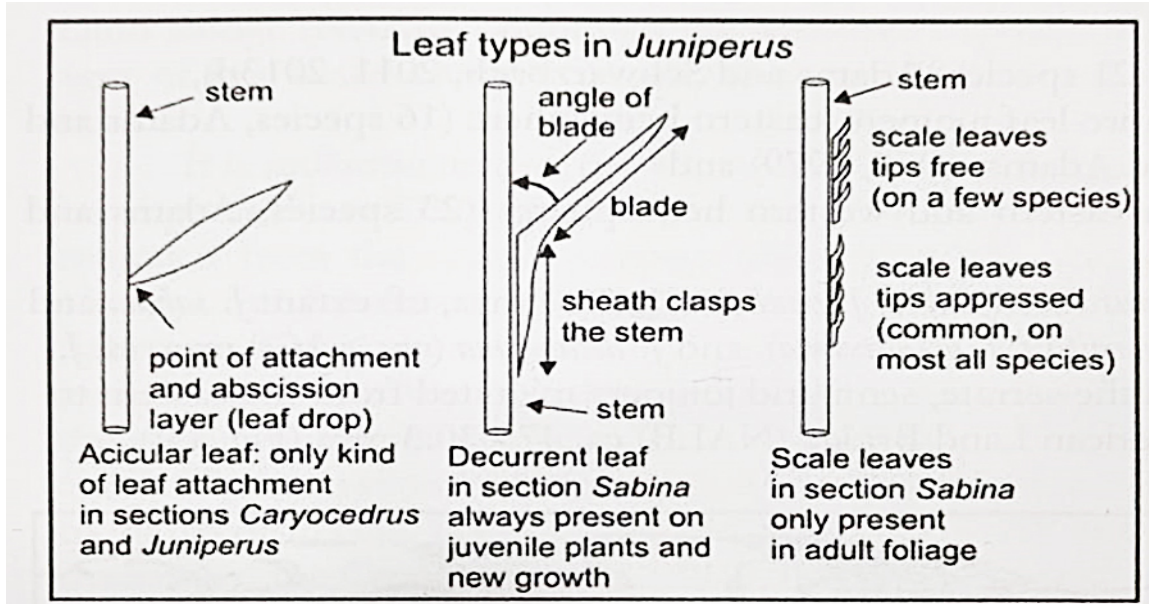 Leaf types in Juniperus
stem
point of attachment
and abscission
layer (leaf drop)
Acicular leaf: only kind
of leaf attachment
in sections Caryocedrus
and Juniperus
angle of
blade
blade
sheath clasps
the stem
stem
Decurrent leaf
in section Sabina
always present on
juvenile plants and
new growth
stem
scale leaves
tips free
(on a few species)
scale leaves
tips appressed
(common, on
most all species)
Scale leaves
in section Sabina
only present
in adult foliage